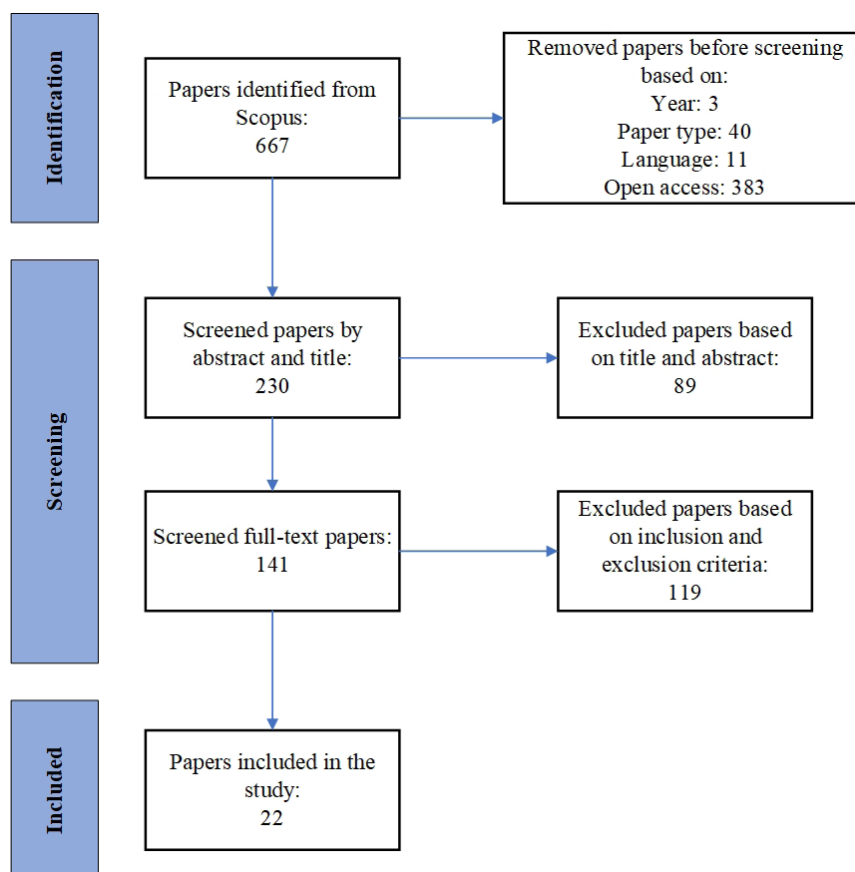 Identification
Papers identified from
Scopus:
667
Removed papers before screening
based on:
Year: 3
Paper type: 40
Language: 11
Open access: 383
Screening
Screened papers by
abstract and title:
230
Excluded papers based
on title and abstract:
89
Screened full-text papers:
141
Excluded papers based
on inclusion and
exclusion criteria:
119
Included
Papers included in the
study:
22